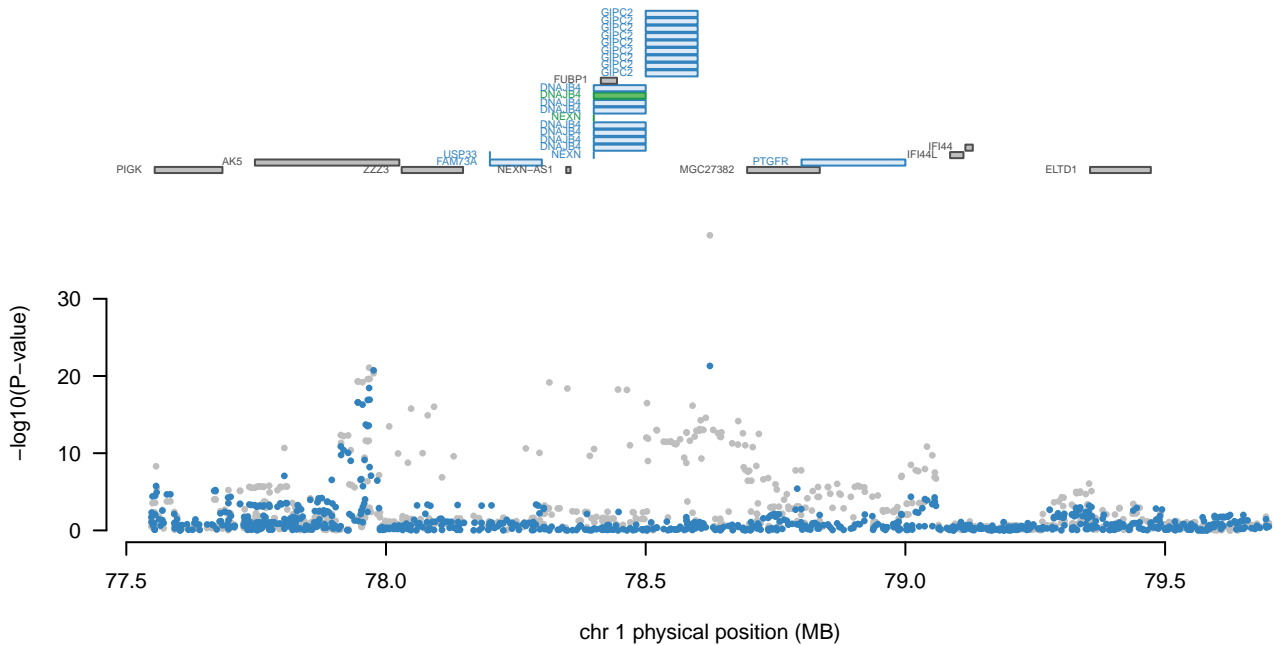 GIPC2
GIPC2
GIPC2
GIPC2
GIPC2
GIPC2
GIPC2
GIPC2
GIPC2
FUBP1
DNAJB4
DNAJB4
DNAJB4
DNAJB4
NEXN
DNAJB4
DNAJB4
DNAJB4
DNAJB4
IFI44
USP33 NEXN IFI44L
AK5 FAM73A PTGFR
PIGK ZZZ3 NEXN−AS1 MGC27382 ELTD1
30
20
10
0
−log10(P−value)
77.5 78.0 78.5 79.0 79.5
chr 1 physical position (MB)